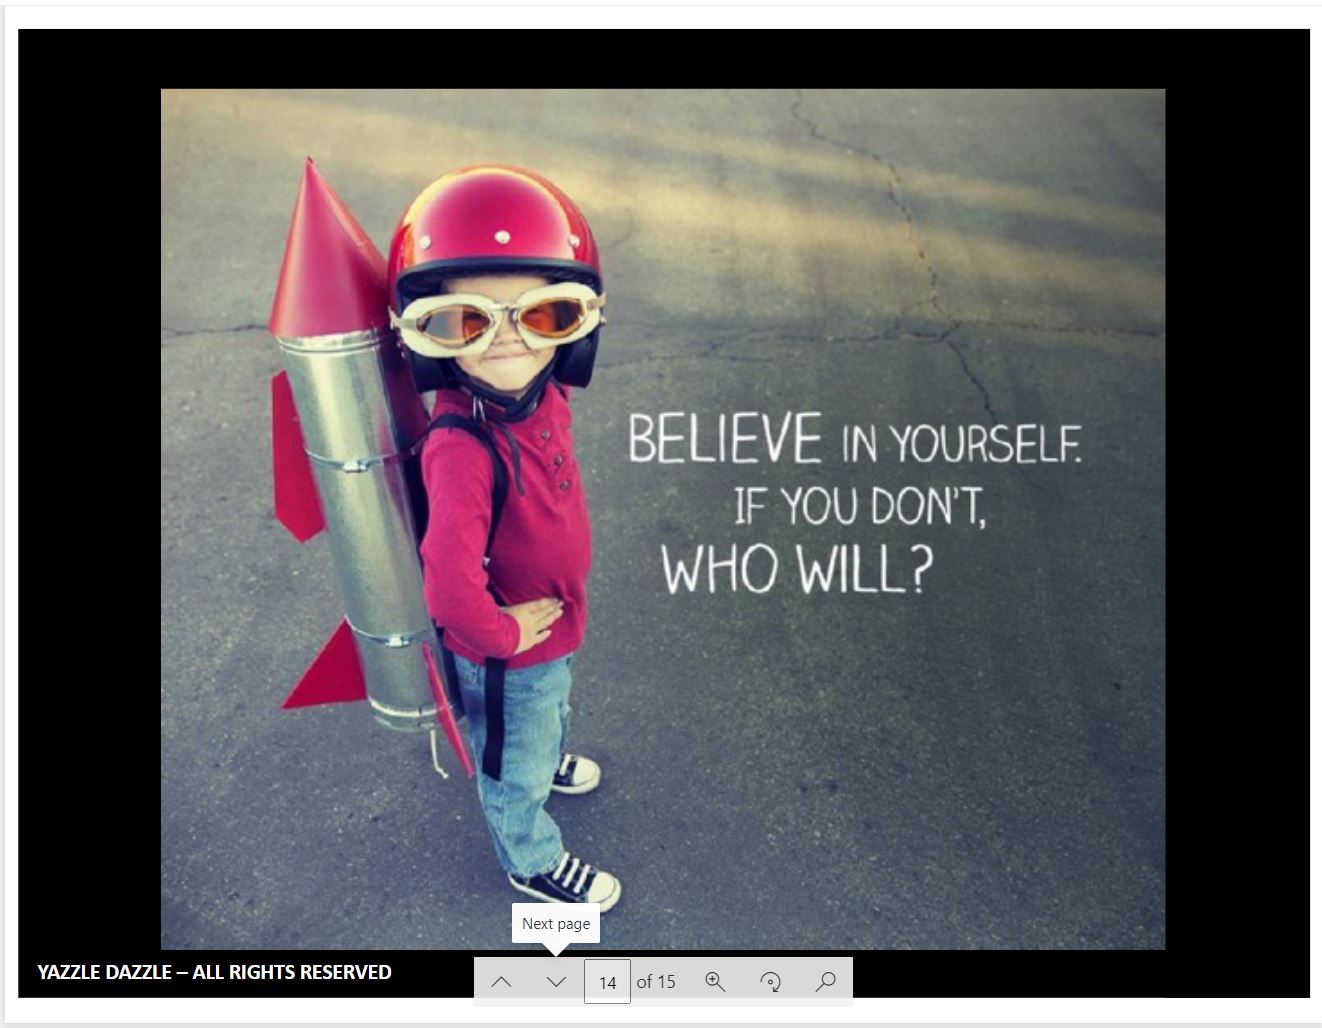 BELIEVE IN YOURSELF.
IF YOU DON'T,
WHO WILL?
Next page
YAZZLE DAZZLE – ALL RIGHTS RESERVED
14 of 15